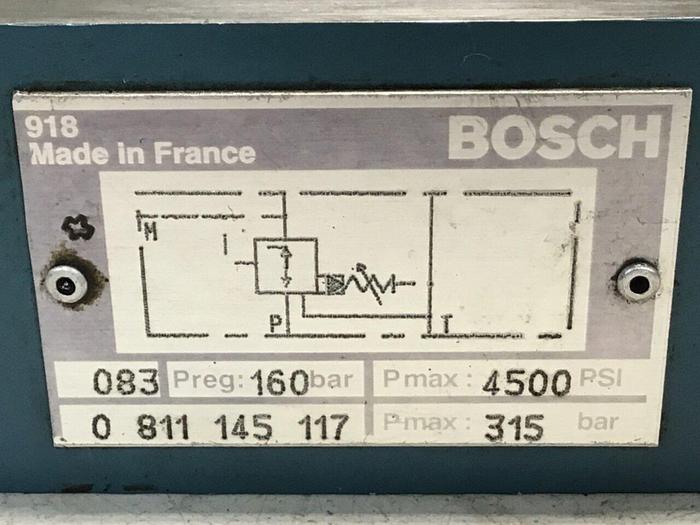 918
Made in France
BOSCH
M
i
P
T
083 Preg: 160 bar Pmax: 4500 PSI
0 811 145 117 Pmax: 315 bar